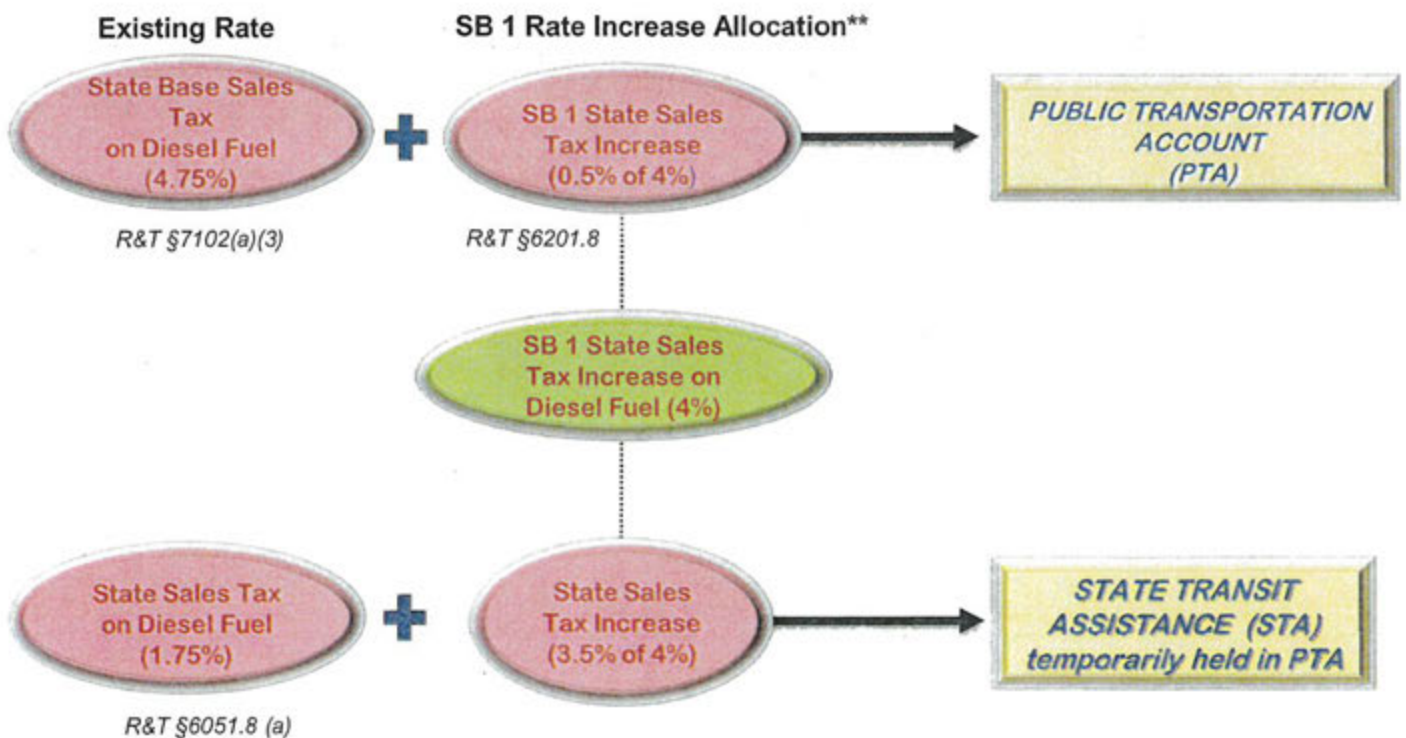 Existing Rate
SB 1 Rate Increase Allocation**
State Base Sales
Tax
on Diesel Fuel
(4.75%)
SB 1 State Sales
Tax Increase
(0.5% of 4%)
PUBLIC TRANSPORTATION
ACCOUNT
(PTA)
R&T §7102(a)(3)
R&T §6201.8
SB 1 State Sales
Tax Increase on
Diesel Fuel (4%)
State Sales Tax
on Diesel Fuel
(1.75%)
State Sales
Tax Increase
(3.5% of 4%)
STATE TRANSIT
ASSISTANCE (STA)
temporarily held in PTA
R&T §6051.8 (a)